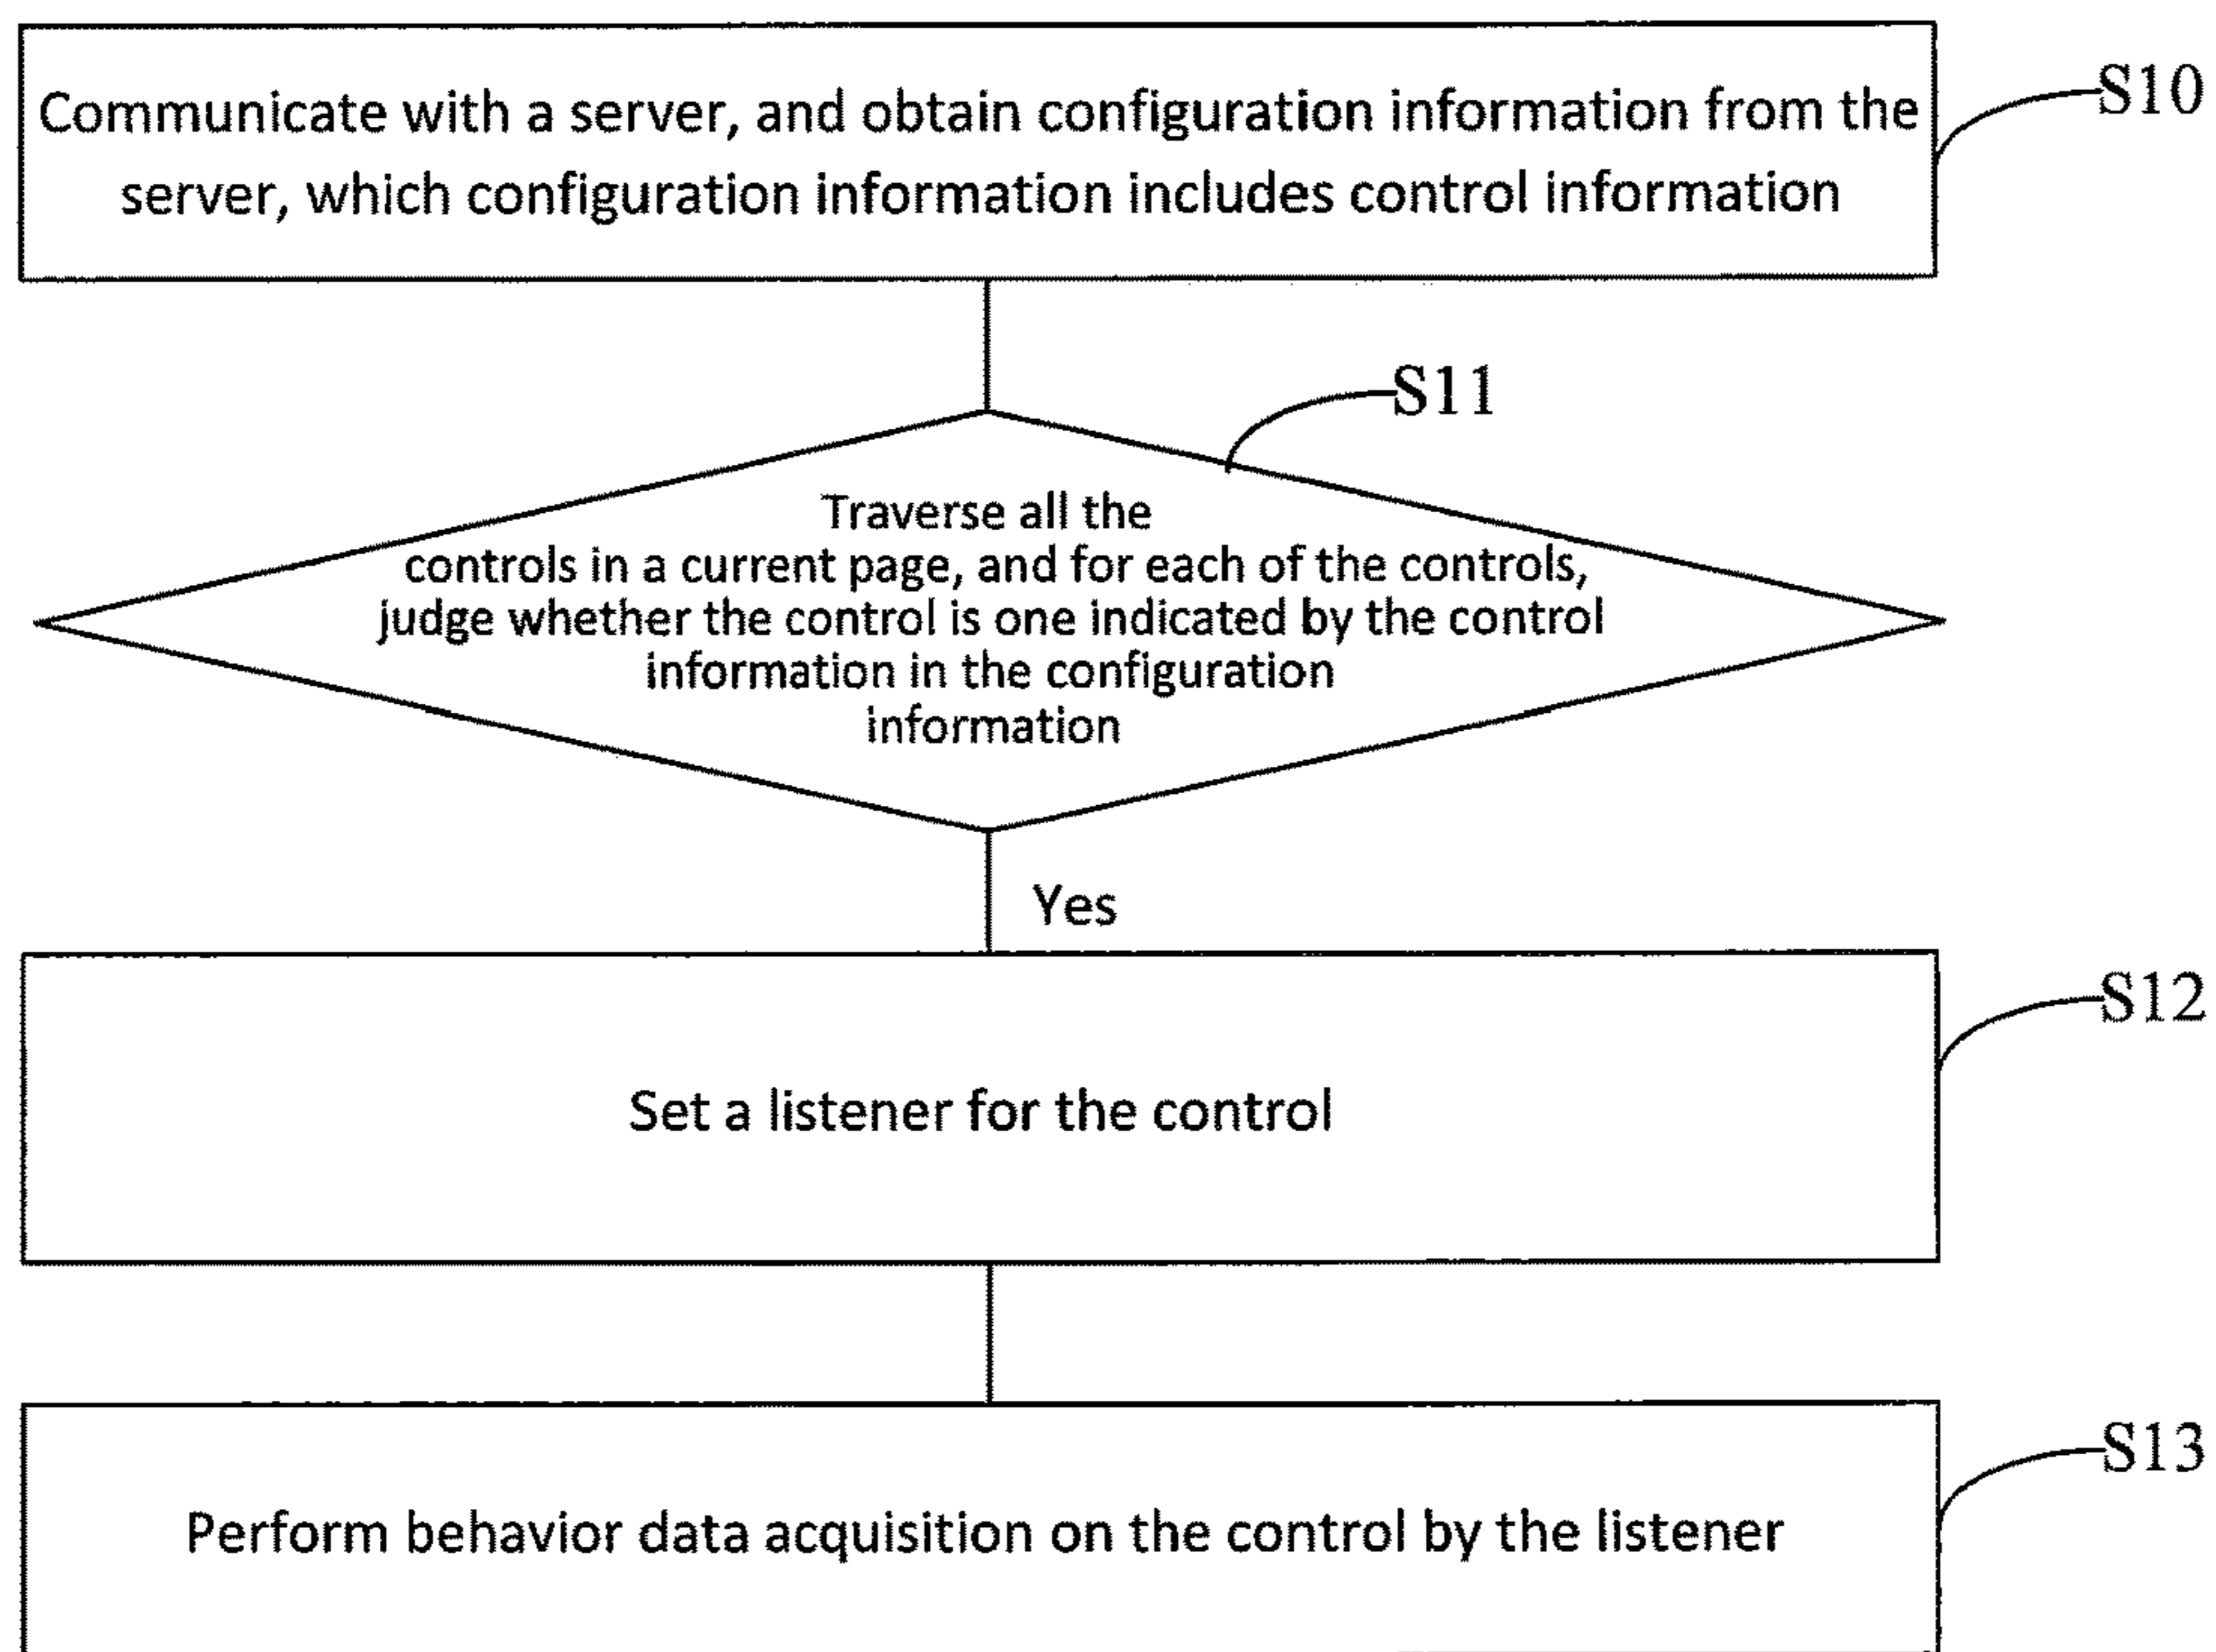 Communicate with a server, and obtain configuration information from the
server, which configuration information includes control information
S10
S11
Traverse all the
controls in a current page, and for each of the controls,
judge whether the control is one indicated by the control
information in the configuration
information
Yes
S12
Set a listener for the control
S13
Perform behavior data acquisition on the control by the listener